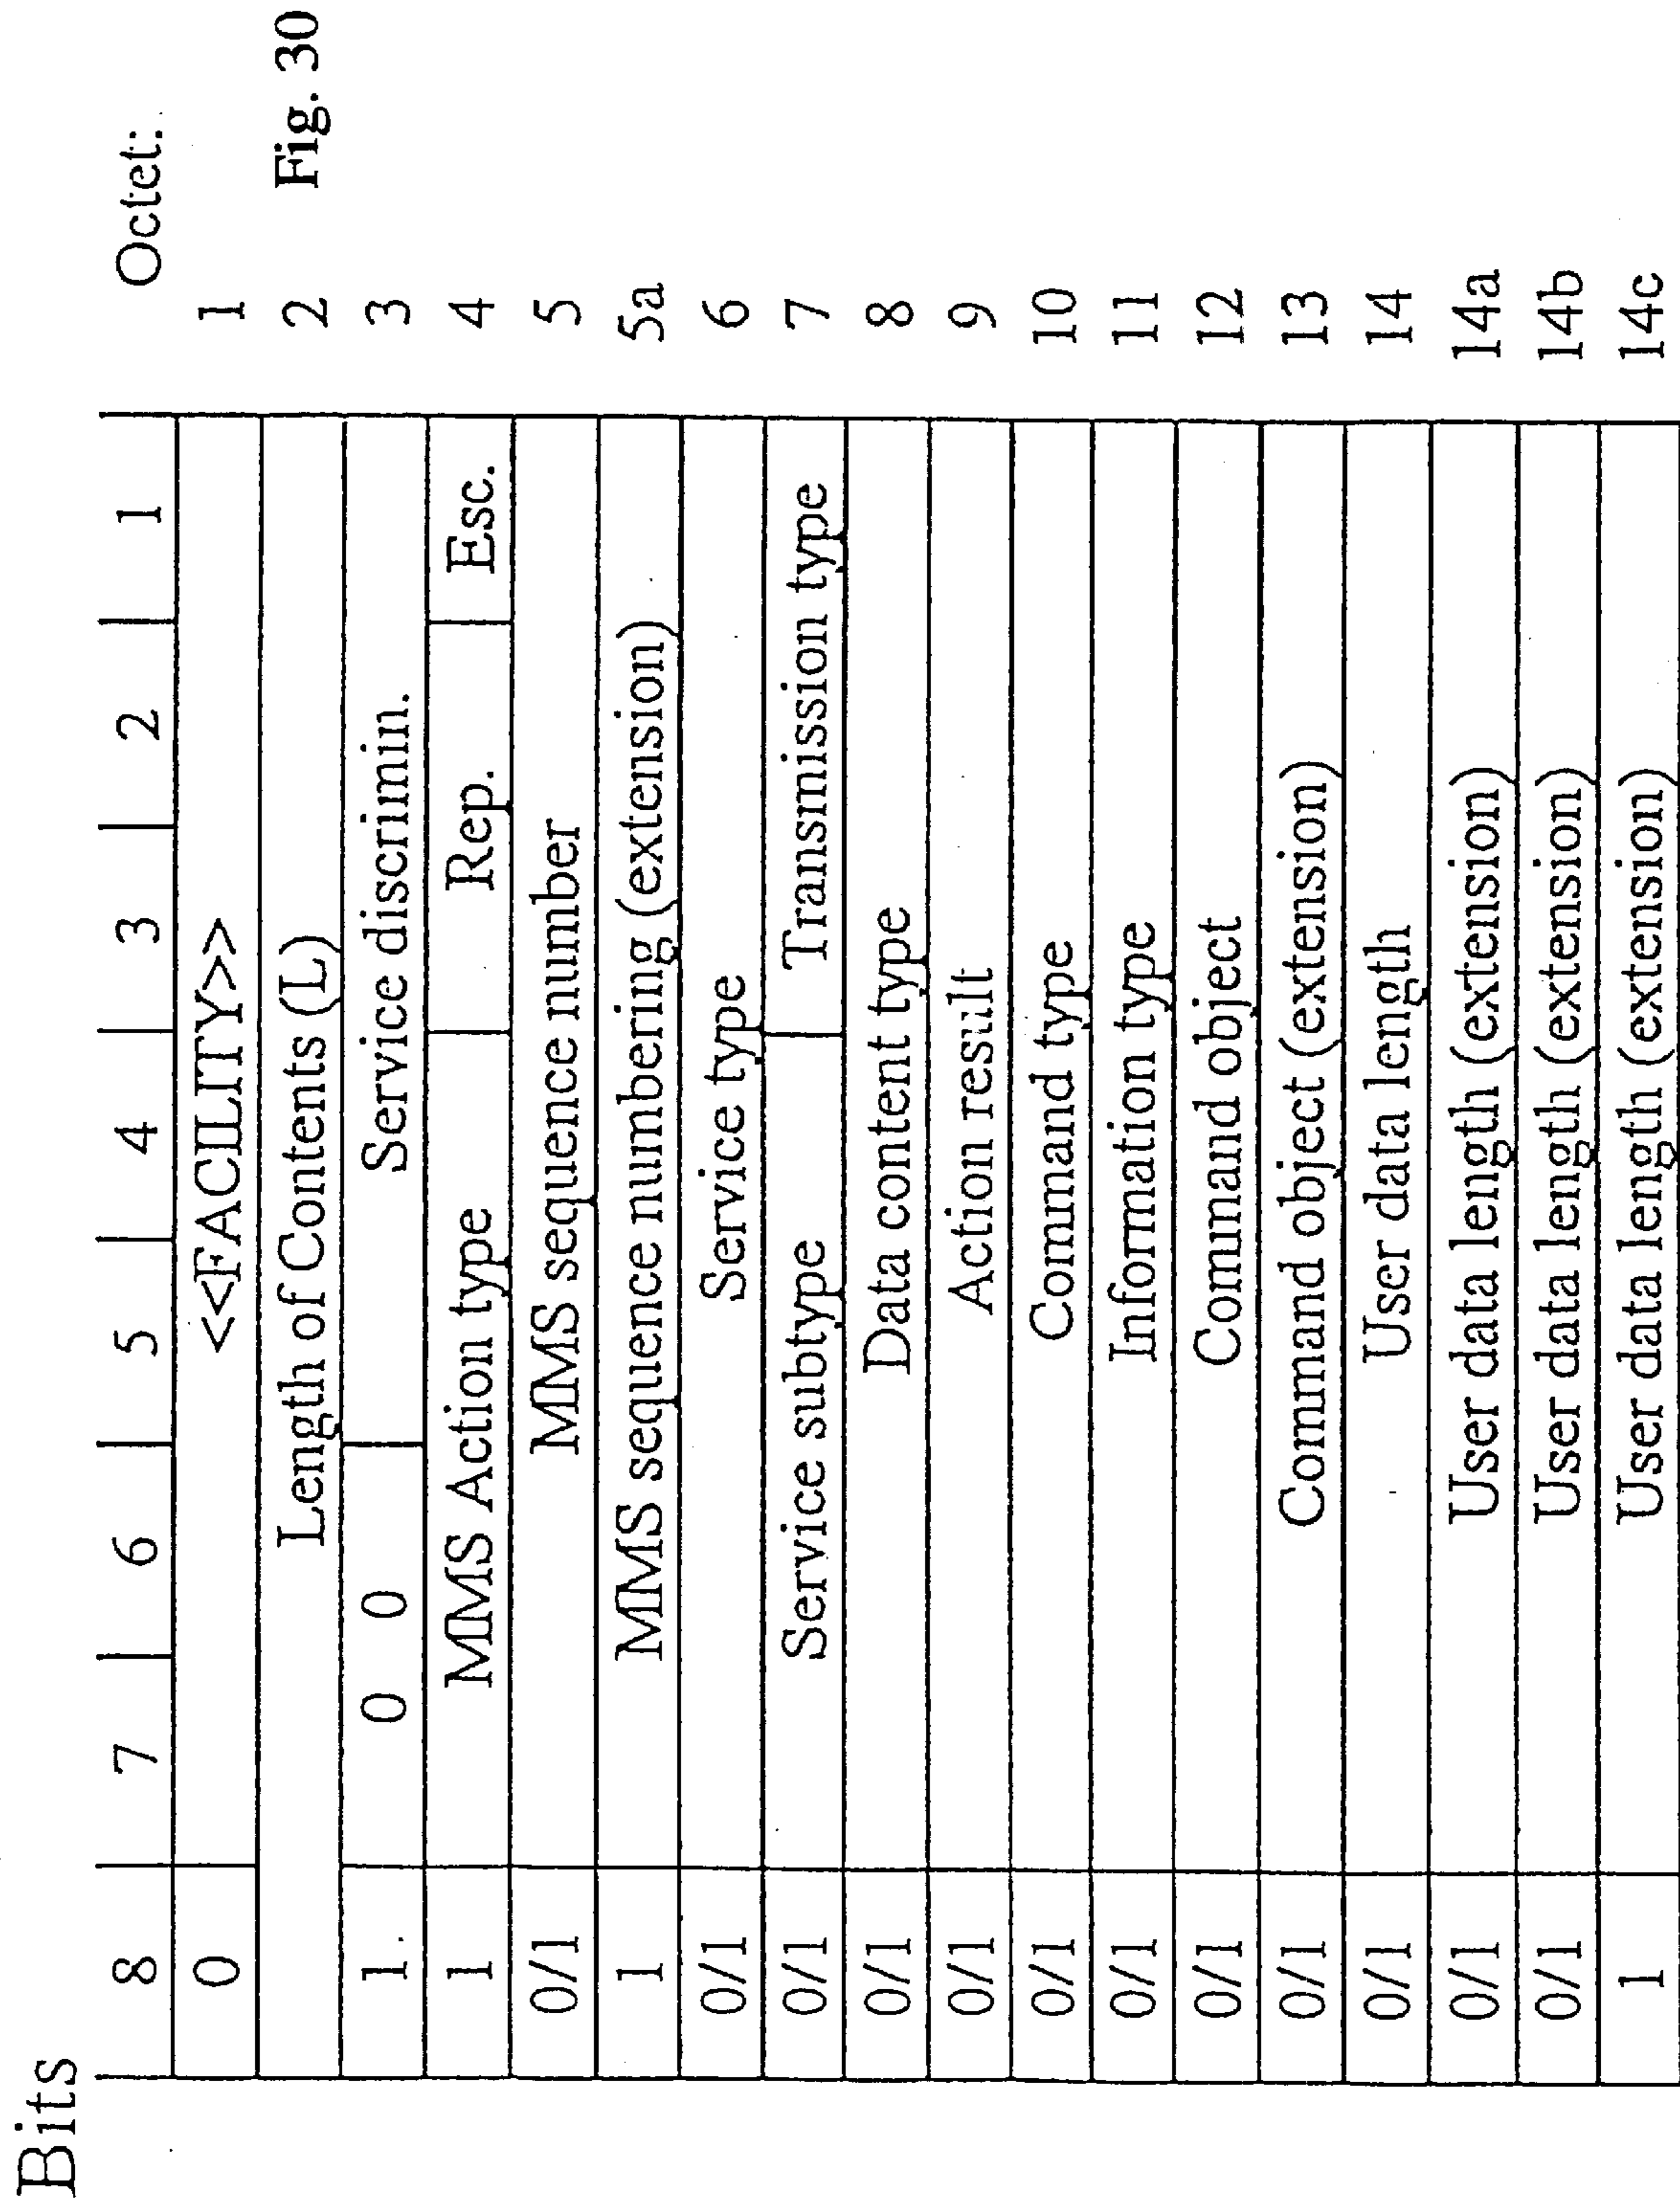 Bits
8 7 6 5 4 3 2 1 Octet:
0 <<FACILITY>> 1
Length of Contents (L) 2
1 0 0 Service discrimin. 3
1 MMS Action type Rep. Esc. 4
0/1 MMS sequence number 5
1 MMS sequence numbering (extension) 5a
0/1 Service type 6
0/1 Service subtype Transmission type 7
0/1 Data content type 8
0/1 Action result 9
0/1 Command type 10
0/1 Information type 11
0/1 Command object 12
0/1 Command object (extension) 13
0/1 User data length 14
0/1 User data length (extension) 14a
0/1 User data length (extension) 14b
1 User data length (extension) 14c
Fig. 30